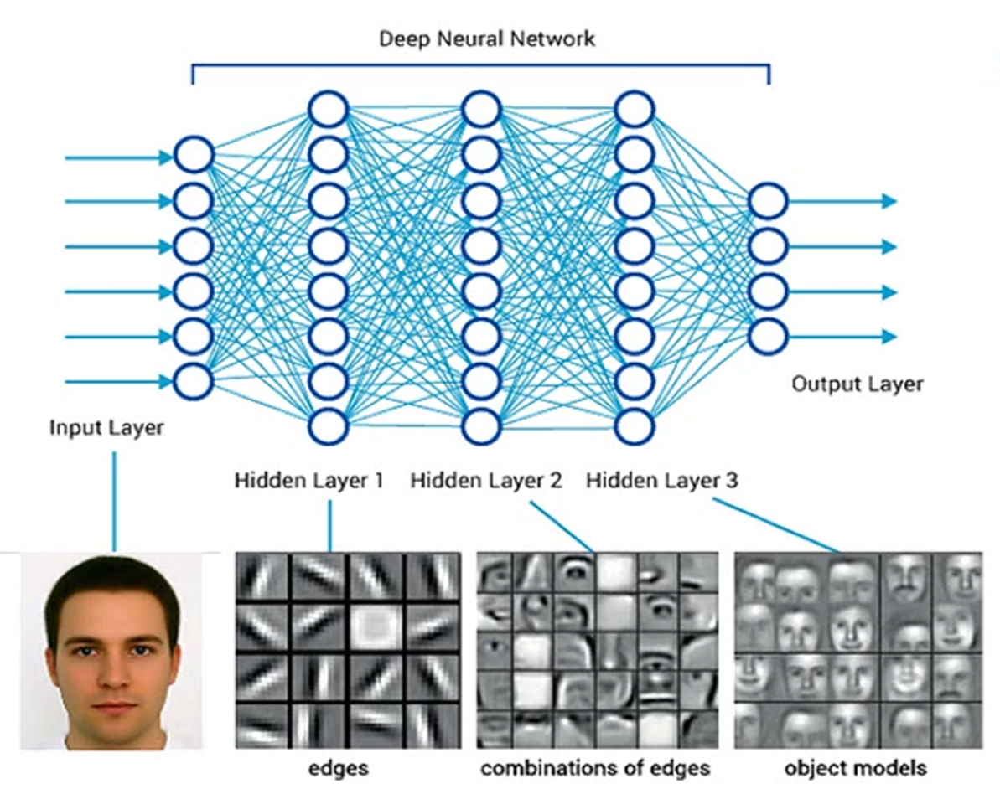 Deep Neural Network
Output Layer
Input Layer
Hidden Layer 1
Hidden Layer 2
Hidden Layer 3
edges
combinations of edges
object models